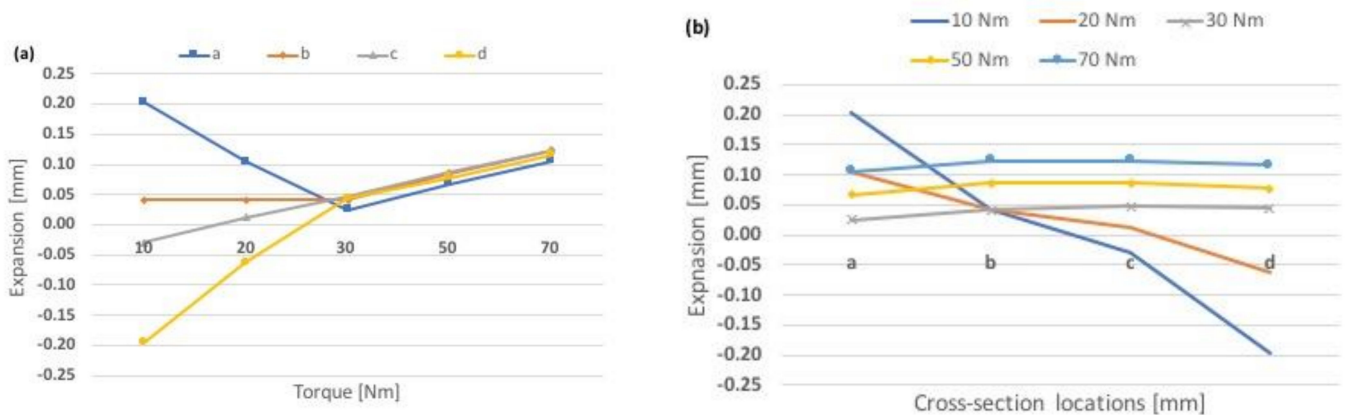 (a)
a b c d
0.25
0.20
0.15
0.10
0.05
0.00
-0.05
-0.10
-0.15
-0.20
-0.25
Expansion [mm]
10 20 30 50 70
Torque [Nm]
(b)
10 Nm 20 Nm 30 Nm
50 Nm 70 Nm
0.25
0.20
0.15
0.10
0.05
0.00
-0.05
-0.10
-0.15
-0.20
-0.25
Expnasion [mm]
a b c d
Cross-section locations [mm]